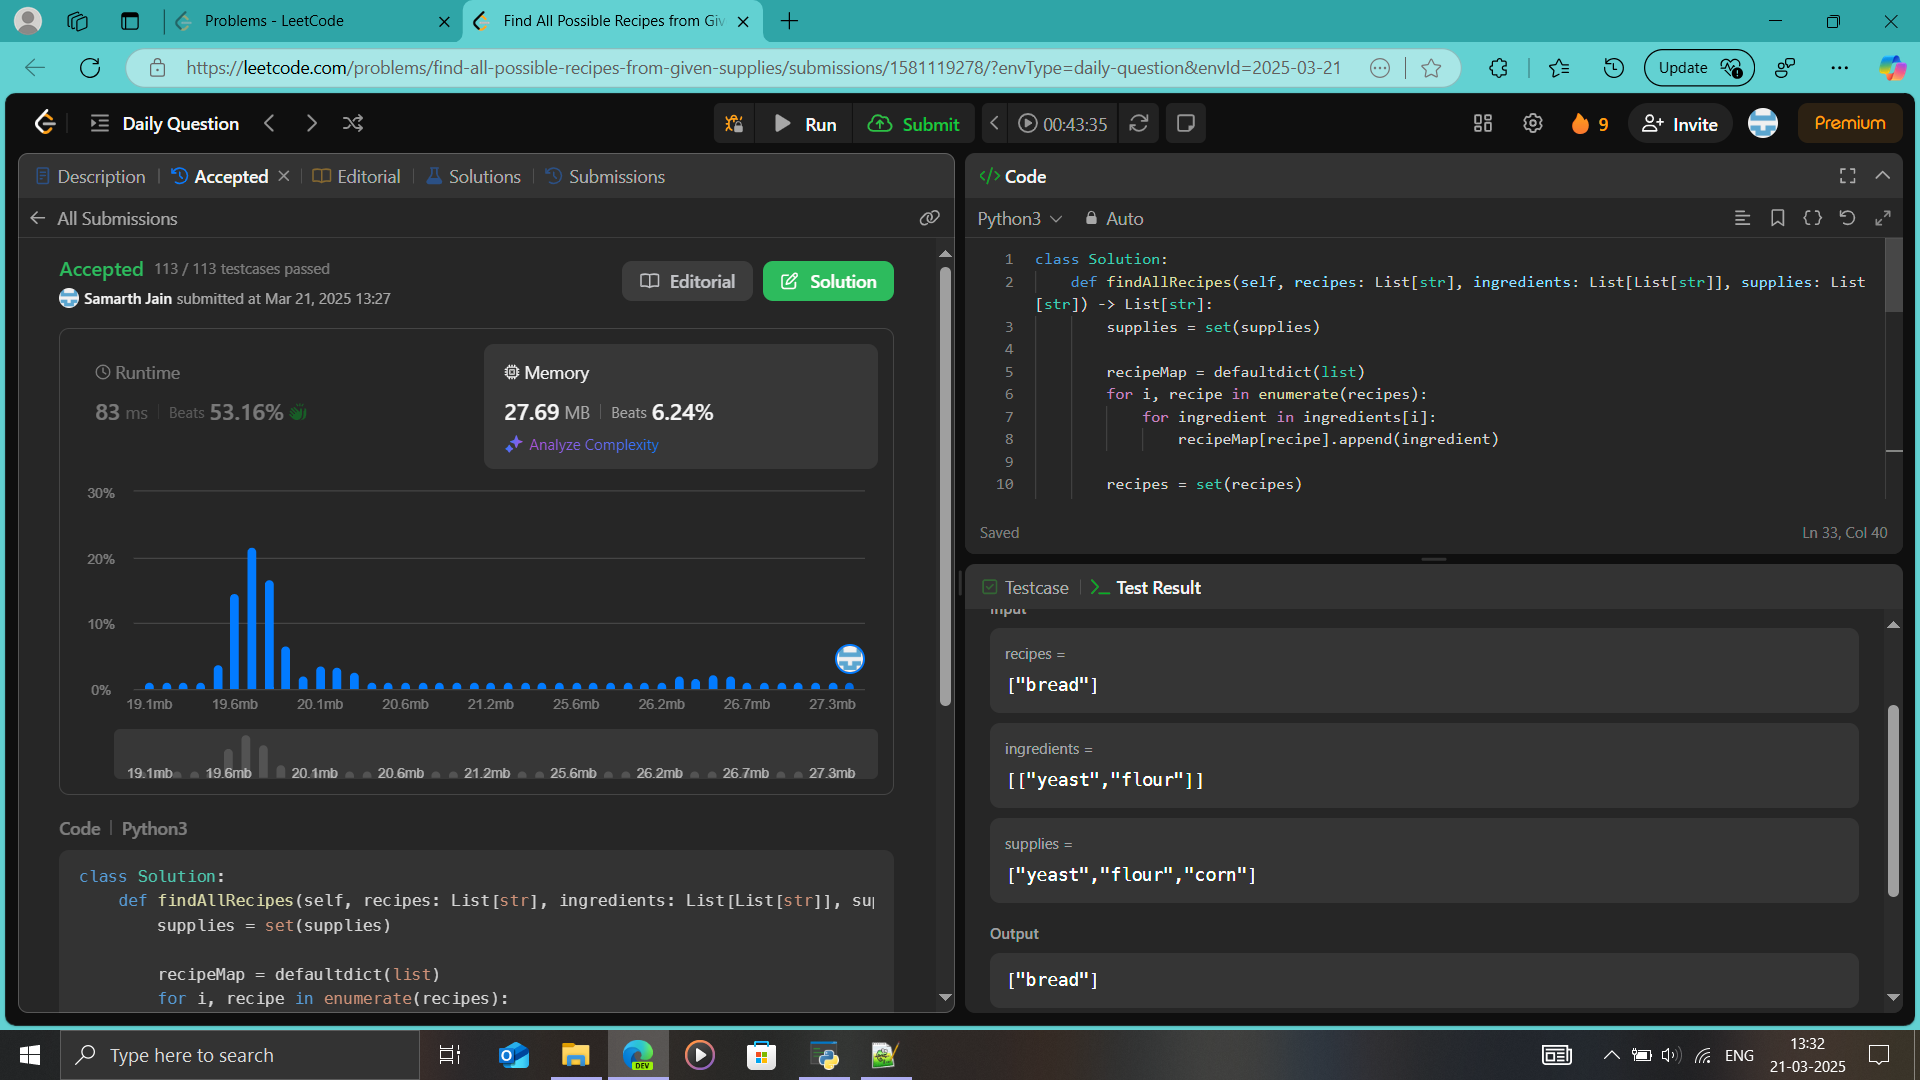 Problems - LeetCode
Find All Possible Recipes from Giv
https://leetcode.com/problems/find-all-possible-recipes-from-given-supplies/submissions/1581119278/?envType=daily-question&envId=2025-03-21
Update
Daily Question
Run
Submit
00:43:35
9
Invite
Premium
Description
Accepted
Editorial
Solutions
Submissions
All Submissions
Accepted 113 / 113 testcases passed
Samarth Jain submitted at Mar 21, 2025 13:27
Editorial
Solution
Runtime
83 ms Beats 53.16%
Memory
27.69 MB Beats 6.24%
Analyze Complexity
30%
20%
10%
0%
19.1mb 19.6mb 20.1mb 20.6mb 21.2mb 25.6mb 26.2mb 26.7mb 27.3mb
19.1mb 19.6mb 20.1mb 20.6mb 21.2mb 25.6mb 26.2mb 26.7mb 27.3mb
Code Python3
class Solution:
def findAllRecipes(self, recipes: List[str], ingredients: List[List[str]], sup
supplies = set(supplies)
recipeMap = defaultdict(list)
for i, recipe in enumerate(recipes):
</> Code
Python3 Auto
1 class Solution:
2 def findAllRecipes(self, recipes: List[str], ingredients: List[List[str]], supplies: List
[str]) -> List[str]:
3 supplies = set(supplies)
4
5 recipeMap = defaultdict(list)
6 for i, recipe in enumerate(recipes):
7 for ingredient in ingredients[i]:
8 recipeMap[recipe].append(ingredient)
9
10 recipes = set(recipes)
Saved
Ln 33, Col 40
Testcase
Test Result
Input
recipes =
["bread"]
ingredients =
[["yeast","flour"]]
supplies =
["yeast","flour","corn"]
Output
["bread"]
Type here to search
DEV
ENG
13:32
21-03-2025